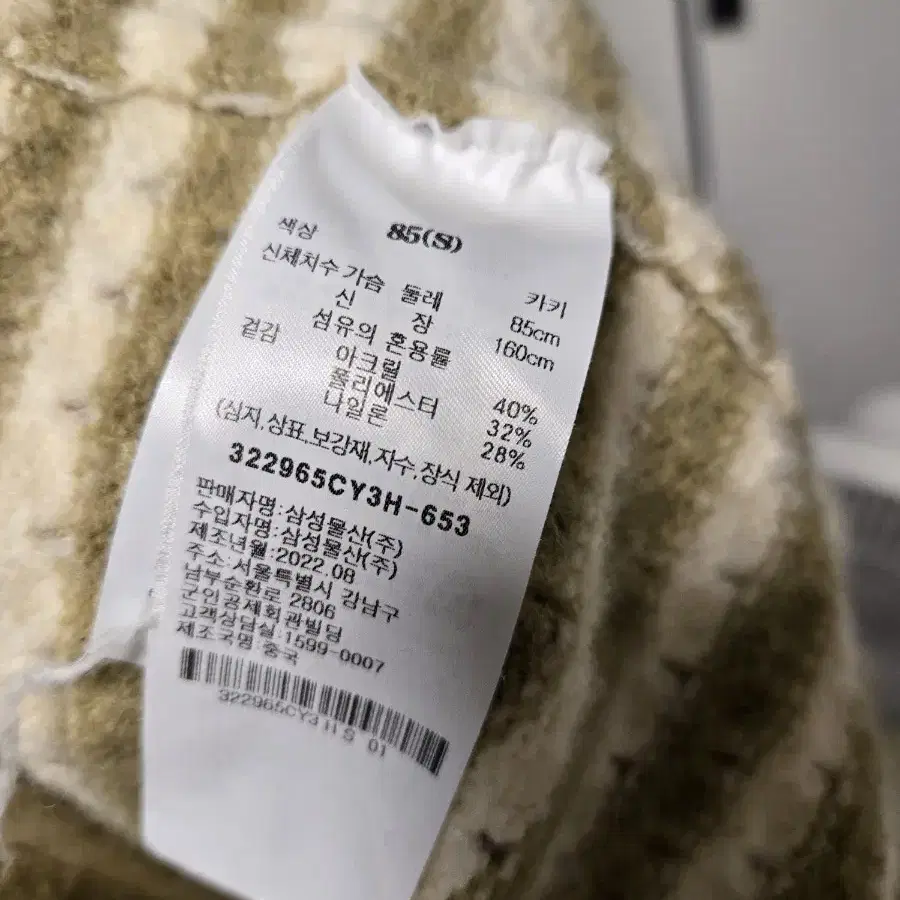 85(S)
색상 카키
신체치수 가슴 둘레 85cm
신 장 160cm
섬유의 혼용률
겉감 아크릴 40%
폴리에스터 32%
나일론 28%
(심지,상표,보강재,자수,장식 제외)
322965CY3H-653
판매자명:삼성물산(주)
수입자명:삼성물산(주)
제조년월:2022.08
주소:서울특별시 강남구
남부순환로 2806
군인공제회관빌딩
고객상담실:1599-0007
제조국명:중국
322965CY3HS 01